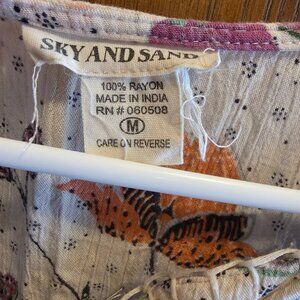 SKY AND SAND
100% RAYON
MADE IN INDIA
RN # 060508
M
CARE ON REVERSE